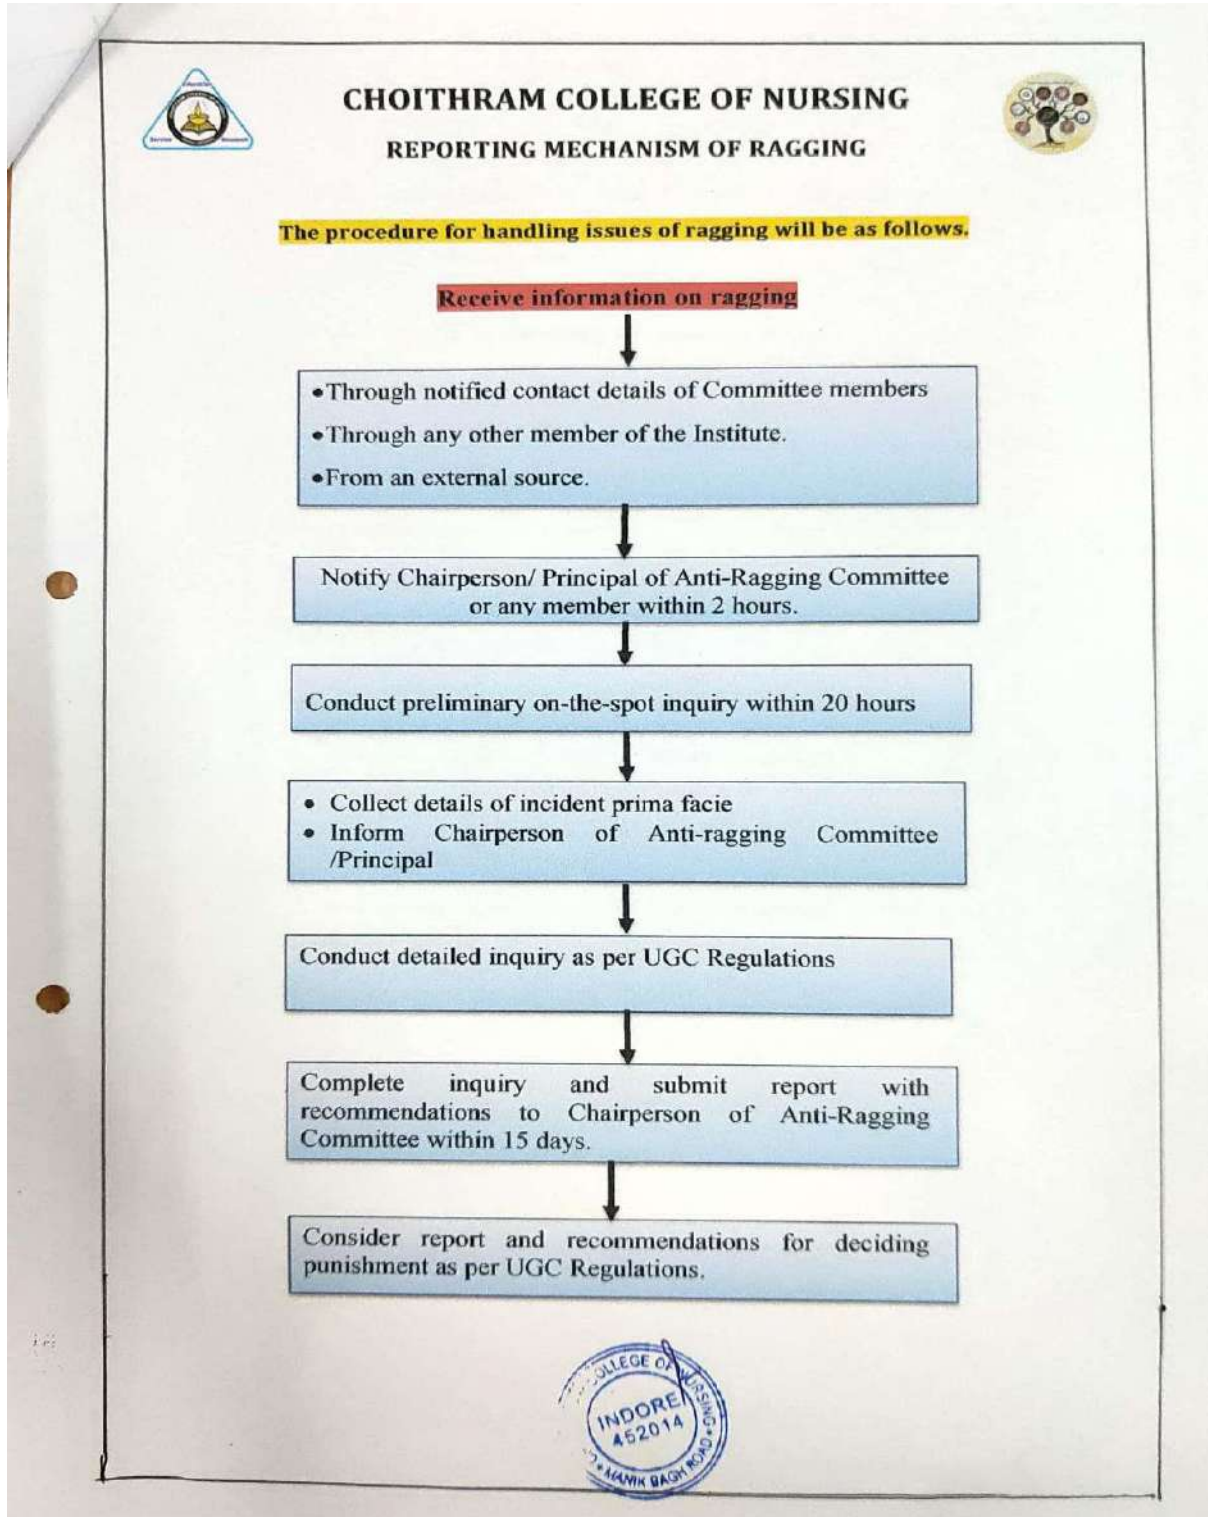 CHOITHRAM COLLEGE OF NURSING
REPORTING MECHANISM OF RAGGING
The procedure for handling issues of ragging will be as follows.
Receive information on ragging
•Through notified contact details of Committee members
•Through any other member of the Institute.
•From an external source.
Notify Chairperson/ Principal of Anti-Ragging Committee
or any member within 2 hours.
Conduct preliminary on-the-spot inquiry within 20 hours
• Collect details of incident prima facie
• Inform Chairperson of Anti-ragging Committee
/Principal
Conduct detailed inquiry as per UGC Regulations
Complete inquiry and submit report with
recommendations to Chairperson of Anti-Ragging
Committee within 15 days.
Consider report and recommendations for deciding
punishment as per UGC Regulations.
COLLEGE OF NURSING
INDORE
452014
MANIK BAGH ROAD